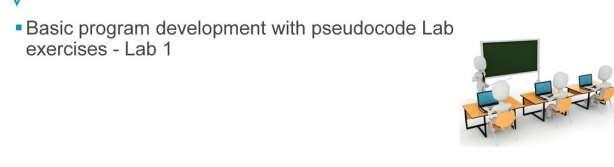 Basic program development with pseudocode Lab
exercises - Lab 1